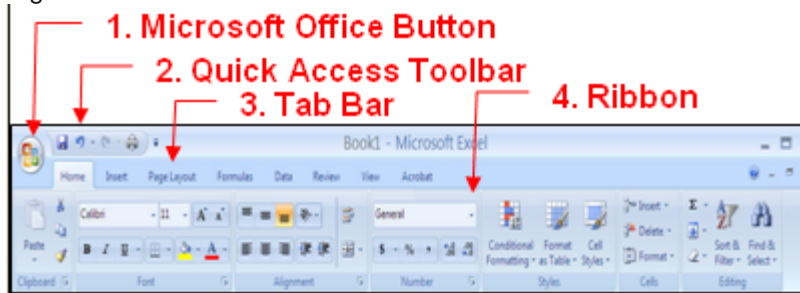 1. Microsoft Office Button
2. Quick Access Toolbar
3. Tab Bar
4. Ribbon
Book1 - Microsoft Excel
Home Insert Page Layout Formulas Data Review View Acrobat
Calibri 11 A A General
Paste B I U A $ % , Conditional Formatting Format as Table Cell Styles Insert Delete Format Σ Sort & Filter Find & Select
Clipboard Font Alignment Number Styles Cells Editing